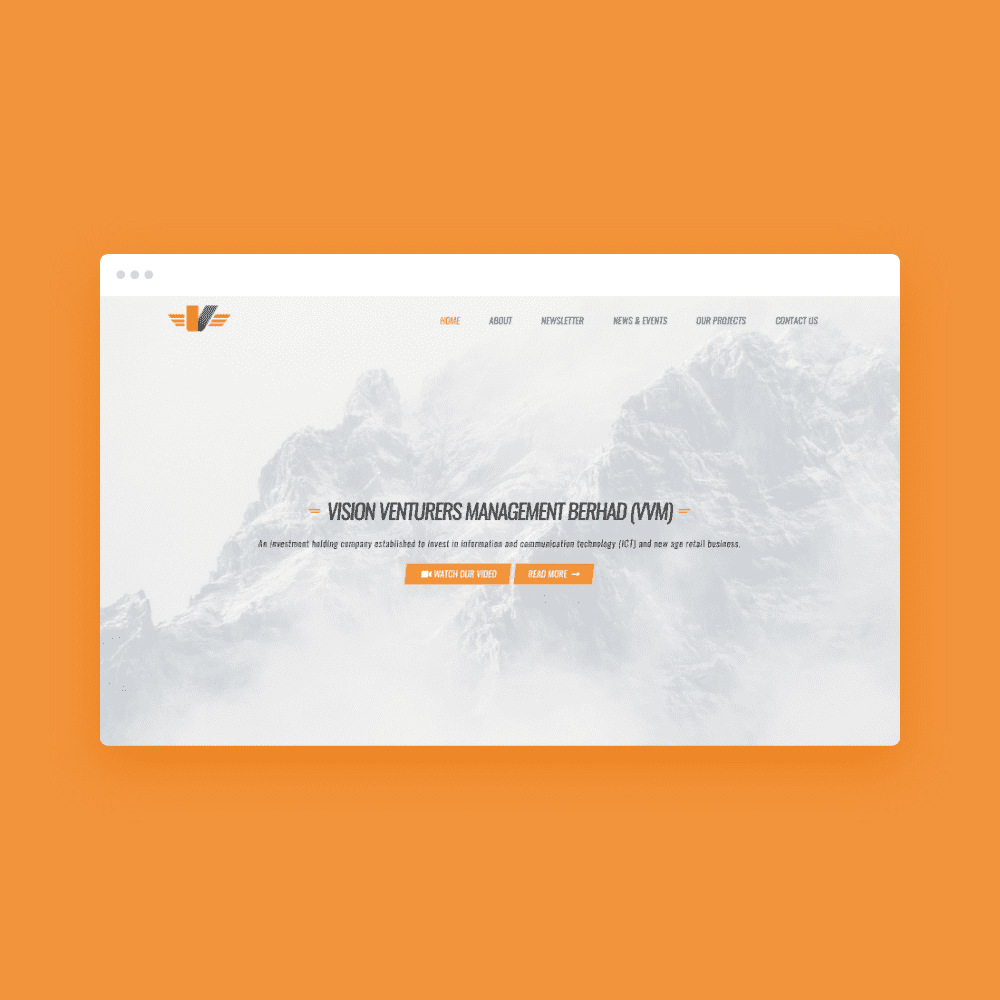 HOME ABOUT NEWSLETTER NEWS & EVENTS OUR PROJECTS CONTACT US
VISION VENTURERS MANAGEMENT BERHAD (VVM)
An investment holding company established to invest in information and communication technology (ICT) and new age retail business.
WATCH OUR VIDEO READ MORE